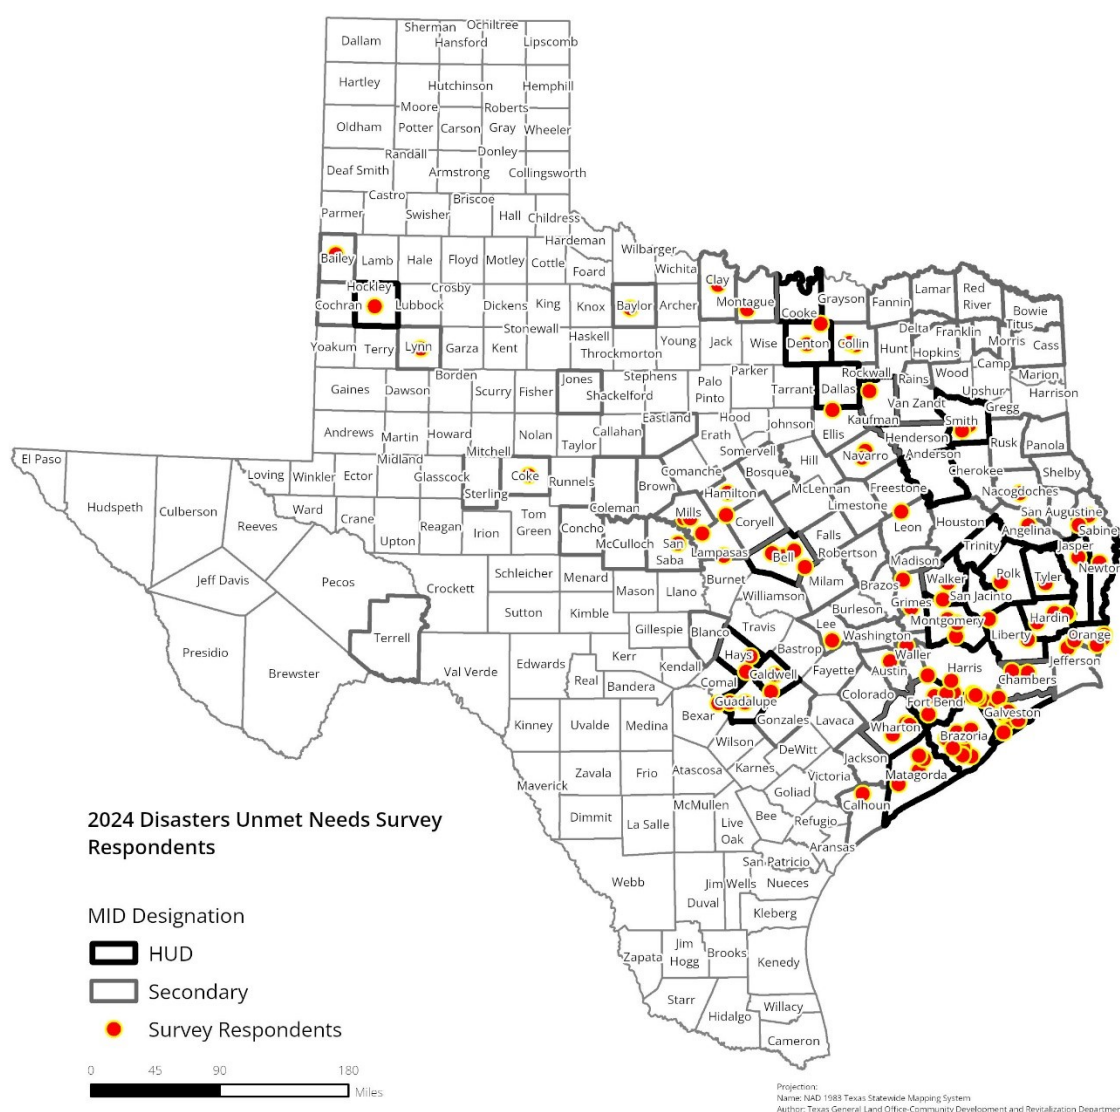 Sherman Ochiltree
Dallam Hansford Lipscomb
Hartley Hutchinson Hemphill
Moore Roberts
Oldham Potter Carson Gray Wheeler
Randall Donley
Deaf Smith Armstrong Collingsworth
Castro Briscoe
Parmer Swisher Hall Childress
Hardeman Wilbarger
Bailey Lamb Hale Floyd Motley Cottle Foard Wichita Clay
Hockley Crosby
Cochran Lubbock Dickens King Knox Baylor Archer Montague Cooke Grayson Fannin Lamar Red River Bowie
Stonewall Haskell Delta Franklin Titus
Yoakum Terry Lynn Garza Kent Throckmorton Young Jack Wise Denton Collin Hunt Hopkins Morris Cass
Borden Jones Stephens Parker Rockwall Rains Wood Camp Marion
Gaines Dawson Scurry Fisher Shackelford Palo Pinto Tarrant Dallas Kaufman Van Zandt Upshur Harrison
Andrews Martin Howard Mitchell Nolan Taylor Callahan Eastland Erath Hood Johnson Ellis Henderson Smith Gregg Rusk Panola
El Paso Loving Winkler Ector Midland Glasscock Sterling Coke Runnels Coleman Brown Comanche Somervell Bosque Hill Navarro Anderson Cherokee Shelby
Hudspeth Culberson Reeves Ward Crane Upton Reagan Irion Tom Green Concho McCulloch Mills Hamilton McLennan Limestone Freestone Nacogdoches San Augustine
San Saba Lampasas Coryell Bell Falls Robertson Leon Houston Angelina Sabine
Jeff Davis Pecos Crockett Schleicher Menard Mason Llano Burnet Williamson Milam Brazos Madison Walker Trinity Polk Tyler Jasper Newton
Sutton Kimble Gillespie Blanco Travis Burleson Grimes San Jacinto Montgomery Hardin
Presidio Brewster Terrell Val Verde Edwards Real Kerr Bandera Kendall Hays Comal Bastrop Lee Washington Waller Liberty Orange
Caldwell Fayette Austin Harris Chambers Jefferson
Kinney Uvalde Medina Bexar Guadalupe Gonzales Lavaca Colorado Fort Bend Galveston
Wilson DeWitt Wharton Brazoria
Maverick Zavala Frio Atascosa Karnes Goliad Victoria Jackson Matagorda
Dimmit La Salle McMullen Live Oak Bee Refugio Calhoun
Aransas
Webb Duval Jim Wells San Patricio Nueces
Kleberg
Zapata Jim Hogg Brooks Kenedy
Starr Hidalgo Willacy
Cameron
2024 Disasters Unmet Needs Survey
Respondents
MID Designation
HUD
Secondary
Survey Respondents
0 45 90 180
Miles
Projection:
Name: NAD 1983 Texas Statewide Mapping System
Author: Texas General Land Office-Community Development and Revitalization